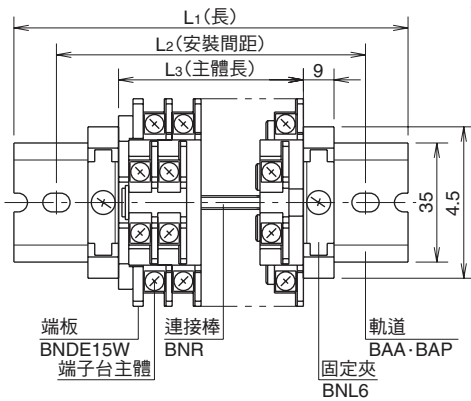 L₁(長)
L₂(安裝間距)
L₃(主體長)
9
35
4.5
端板
BNDE15W
端子台主體
連接棒
BNR
固定夾
BNL6
軌道
BAA·BAP